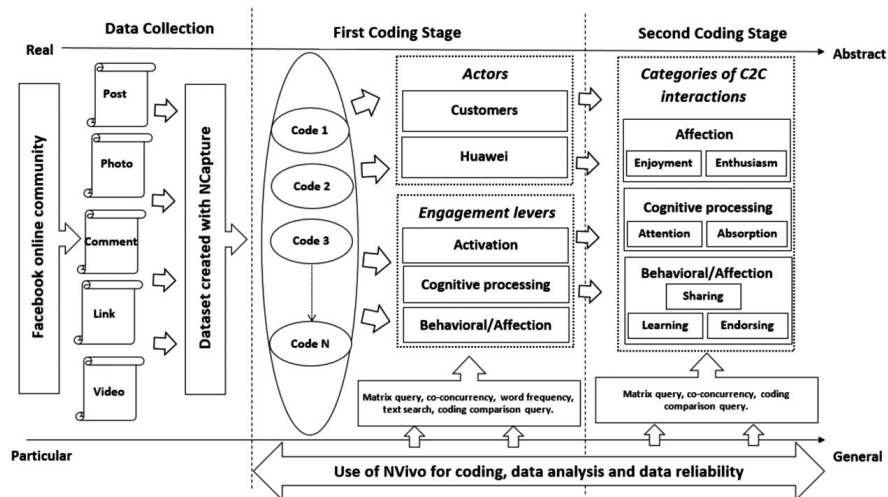 Data Collection
First Coding Stage
Second Coding Stage
Real
Abstract
Facebook online community
Post
Photo
Comment
Link
Video
Dataset created with NCapture
Code 1
Code 2
Code 3
Code N
Actors
Customers
Huawei
Engagement levers
Activation
Cognitive processing
Behavioral/Affection
Matrix query, co-concurrency, word frequency,
text search, coding comparison query.
Categories of C2C
interactions
Affection
Enjoyment
Enthusiasm
Cognitive processing
Attention
Absorption
Behavioral/Affection
Sharing
Learning
Endorsing
Matrix query, co-concurrency, coding
comparison query.
Particular
General
Use of NVivo for coding, data analysis and data reliability